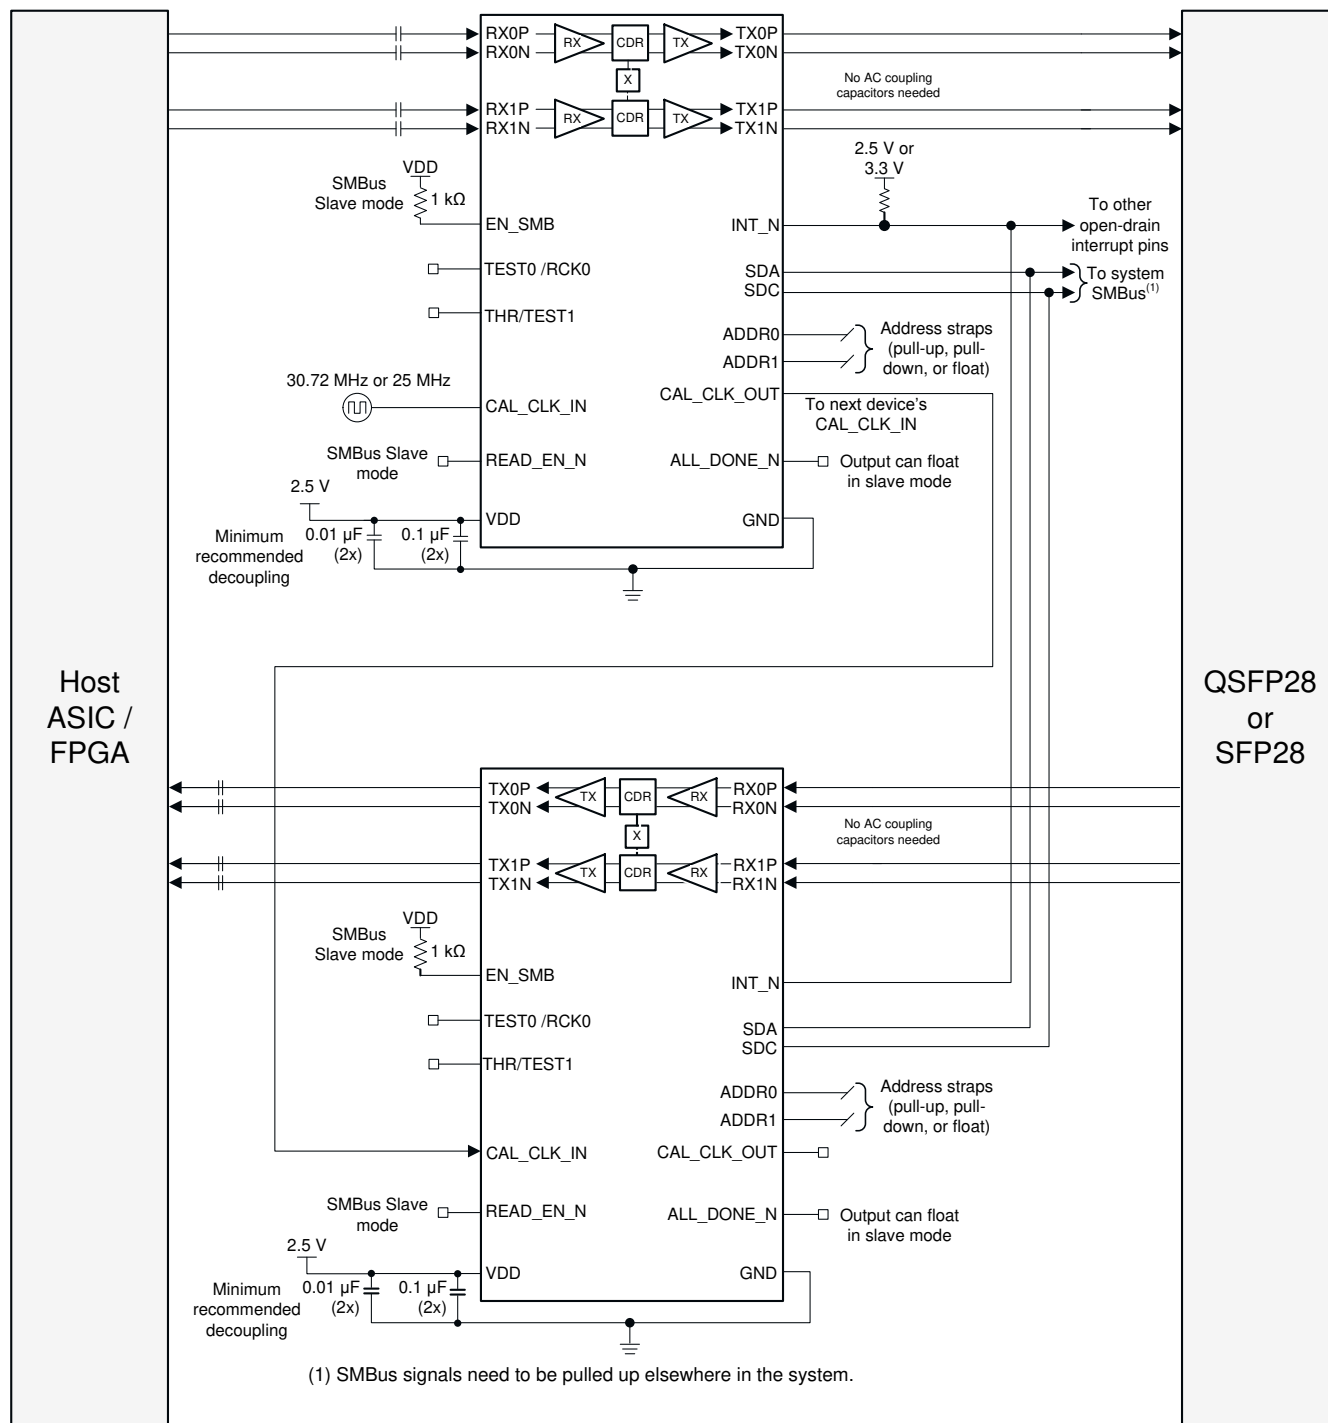 Host
ASIC /
FPGA
QSFP28
or
SFP28
RX0P
RX0N
RX
CDR
TX
TX0P
TX0N
X
RX1P
RX1N
RX
CDR
TX
TX1P
TX1N
No AC coupling
capacitors needed
2.5 V or
3.3 V
VDD
SMBus
Slave mode
1 kΩ
EN_SMB
INT_N
To other
open-drain
interrupt pins
TEST0 /RCK0
SDA
SDC
To system
SMBus(1)
THR/TEST1
ADDR0
ADDR1
Address straps
(pull-up, pull-
down, or float)
30.72 MHz or 25 MHz
CAL_CLK_IN
CAL_CLK_OUT
To next device's
CAL_CLK_IN
SMBus Slave
mode
READ_EN_N
ALL_DONE_N
Output can float
in slave mode
2.5 V
VDD
GND
Minimum
recommended
decoupling
0.01 µF
(2x)
0.1 µF
(2x)
TX0P
TX0N
TX
CDR
RX
RX0P
RX0N
X
TX1P
TX1N
TX
CDR
RX
RX1P
RX1N
No AC coupling
capacitors needed
VDD
SMBus
Slave mode
1 kΩ
EN_SMB
INT_N
TEST0 /RCK0
SDA
SDC
THR/TEST1
ADDR0
ADDR1
Address straps
(pull-up, pull-
down, or float)
CAL_CLK_IN
CAL_CLK_OUT
SMBus Slave
mode
READ_EN_N
ALL_DONE_N
Output can float
in slave mode
2.5 V
VDD
GND
Minimum
recommended
decoupling
0.01 µF
(2x)
0.1 µF
(2x)
(1) SMBus signals need to be pulled up elsewhere in the system.